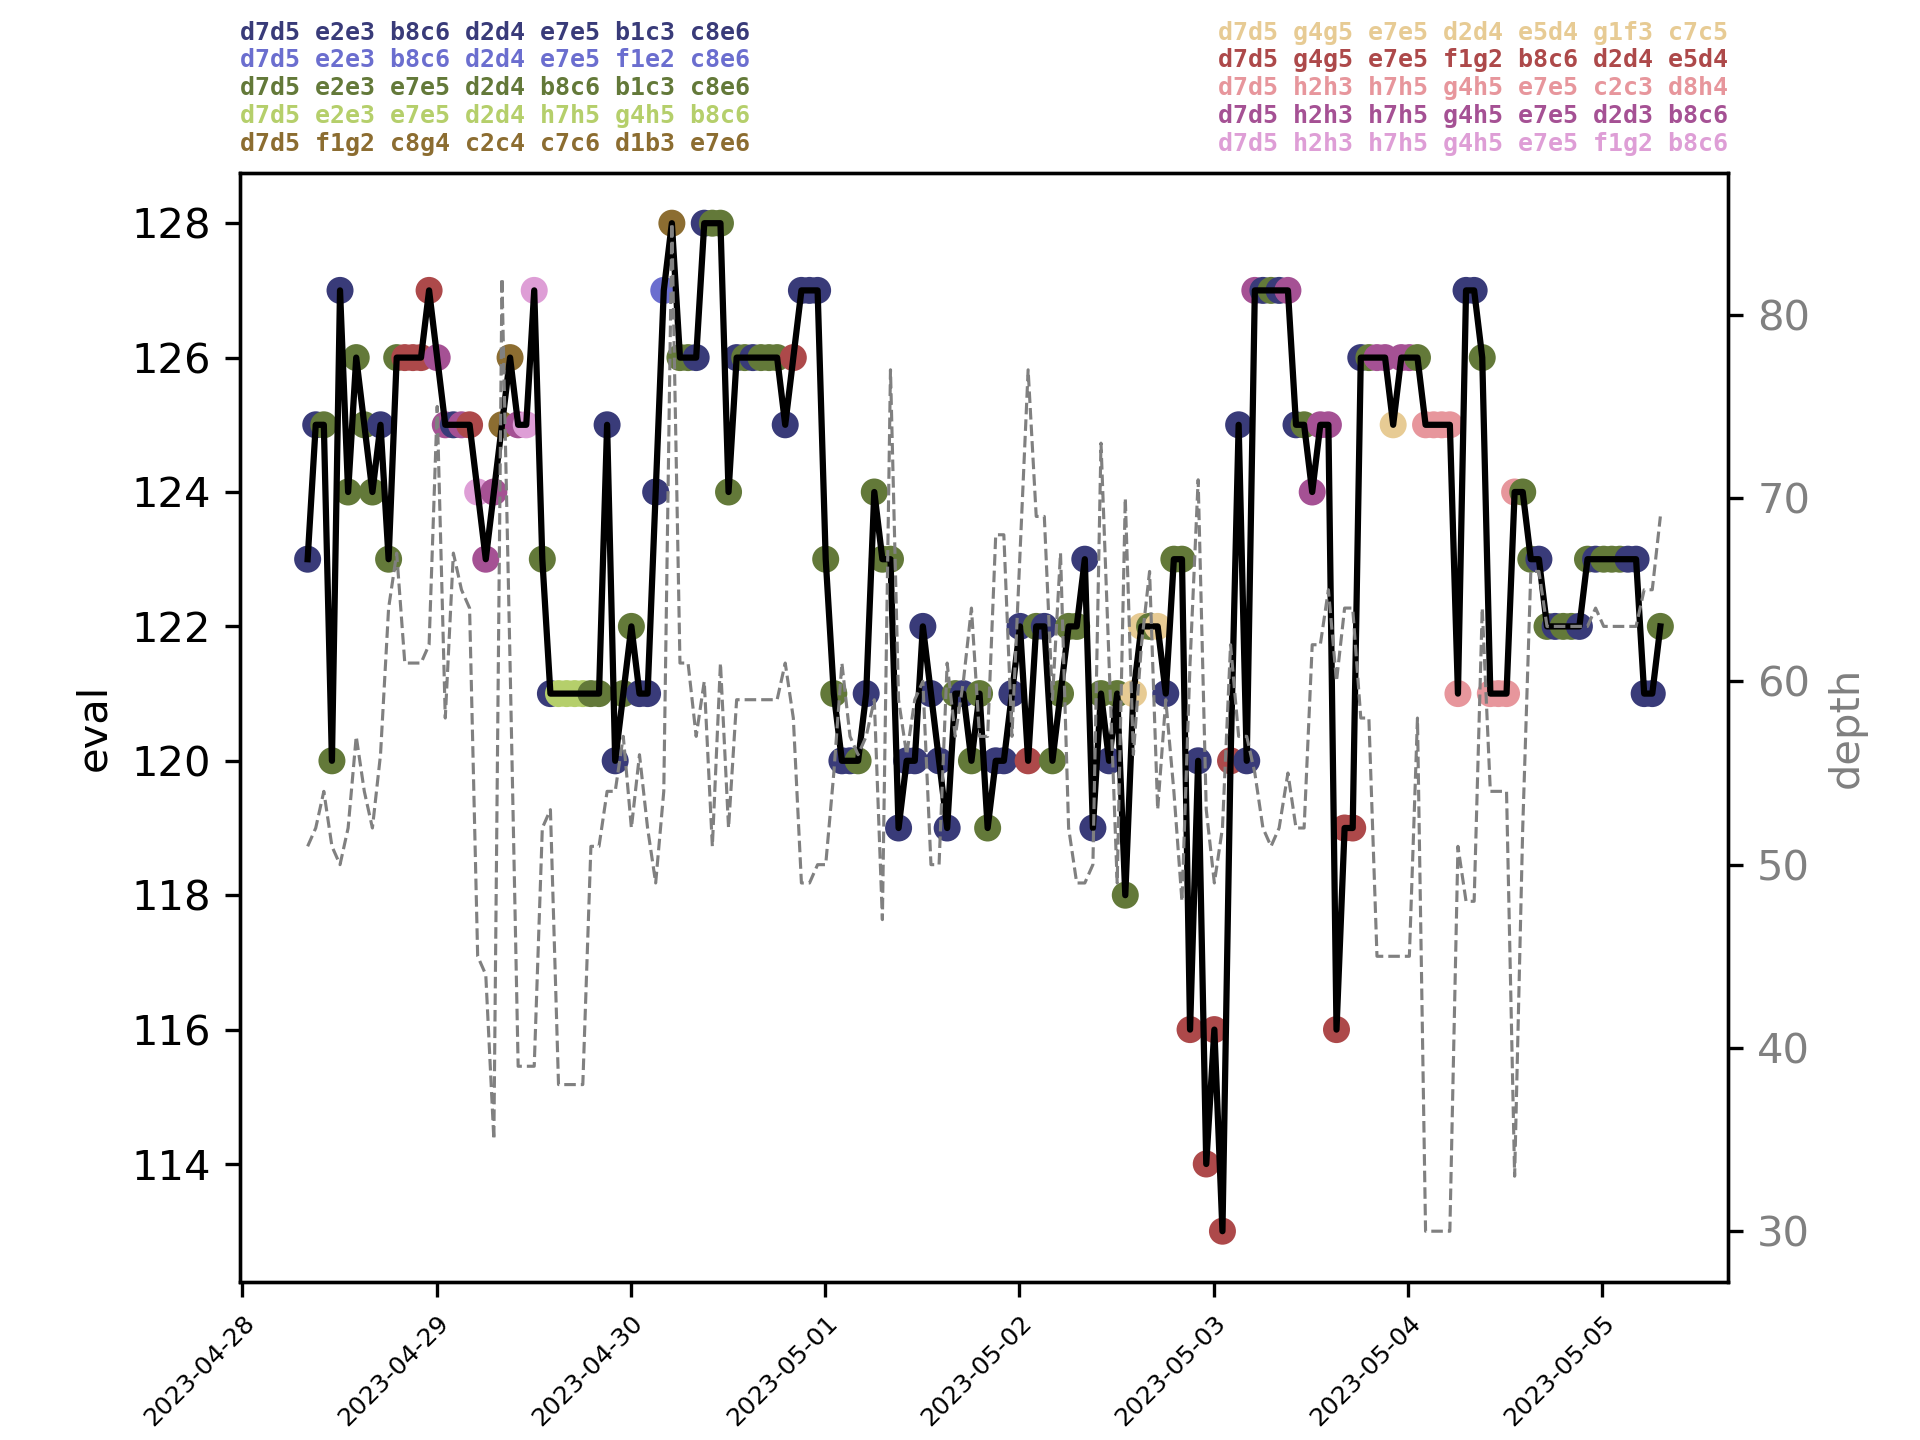 d7d5 e2e3 b8c6 d2d4 e7e5 b1c3 c8e6
d7d5 e2e3 b8c6 d2d4 e7e5 f1e2 c8e6
d7d5 e2e3 e7e5 d2d4 b8c6 b1c3 c8e6
d7d5 e2e3 e7e5 d2d4 h7h5 g4h5 b8c6
d7d5 f1g2 c8g4 c2c4 c7c6 d1b3 e7e6
d7d5 g4g5 e7e5 d2d4 e5d4 g1f3 c7c5
d7d5 g4g5 e7e5 f1g2 b8c6 d2d4 e5d4
d7d5 h2h3 h7h5 g4h5 e7e5 c2c3 d8h4
d7d5 h2h3 h7h5 g4h5 e7e5 d2d3 b8c6
d7d5 h2h3 h7h5 g4h5 e7e5 f1g2 b8c6
128
126
124
122
120
118
116
114
eval
80
70
60
50
40
30
depth
2023-04-28
2023-04-29
2023-04-30
2023-05-01
2023-05-02
2023-05-03
2023-05-04
2023-05-05